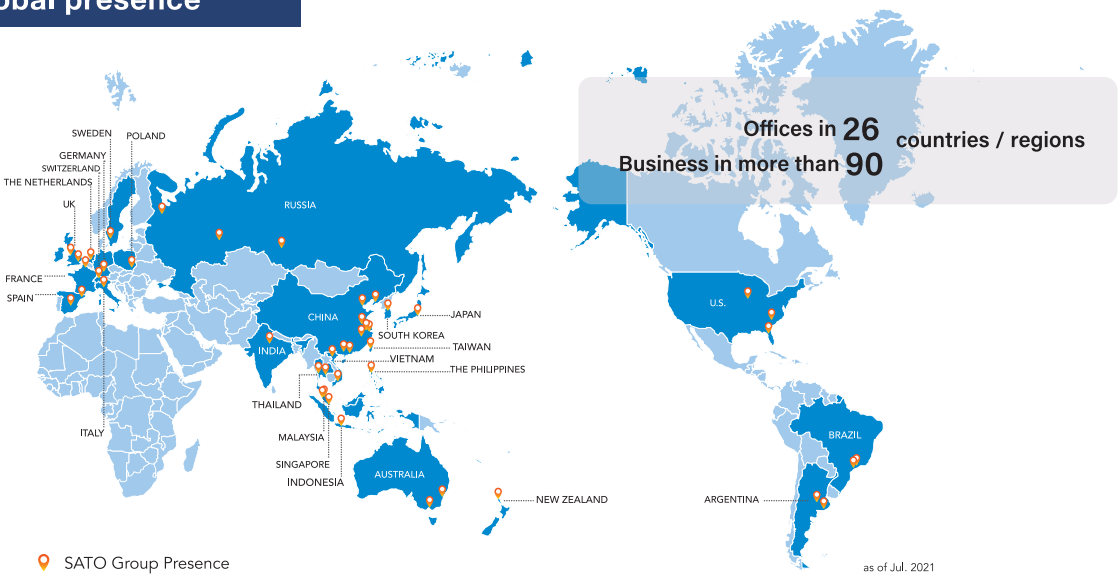 obal presence
Offices in 26 countries / regions
Business in more than 90
SWEDEN
POLAND
GERMANY
SWITZERLAND
THE NETHERLANDS
UK
RUSSIA
FRANCE
SPAIN
CHINA
JAPAN
SOUTH KOREA
INDIA
TAIWAN
VIETNAM
THE PHILIPPINES
THAILAND
ITALY
MALAYSIA
SINGAPORE
INDONESIA
AUSTRALIA
NEW ZEALAND
U.S.
BRAZIL
ARGENTINA
SATO Group Presence
as of Jul. 2021